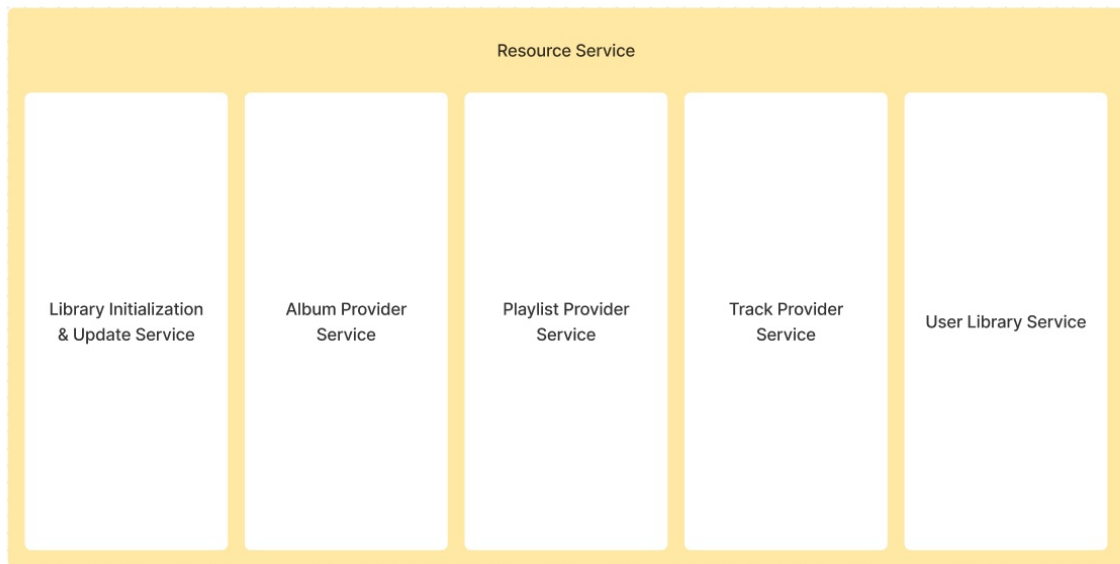 Resource Service
Library Initialization
& Update Service
Album Provider
Service
Playlist Provider
Service
Track Provider
Service
User Library Service